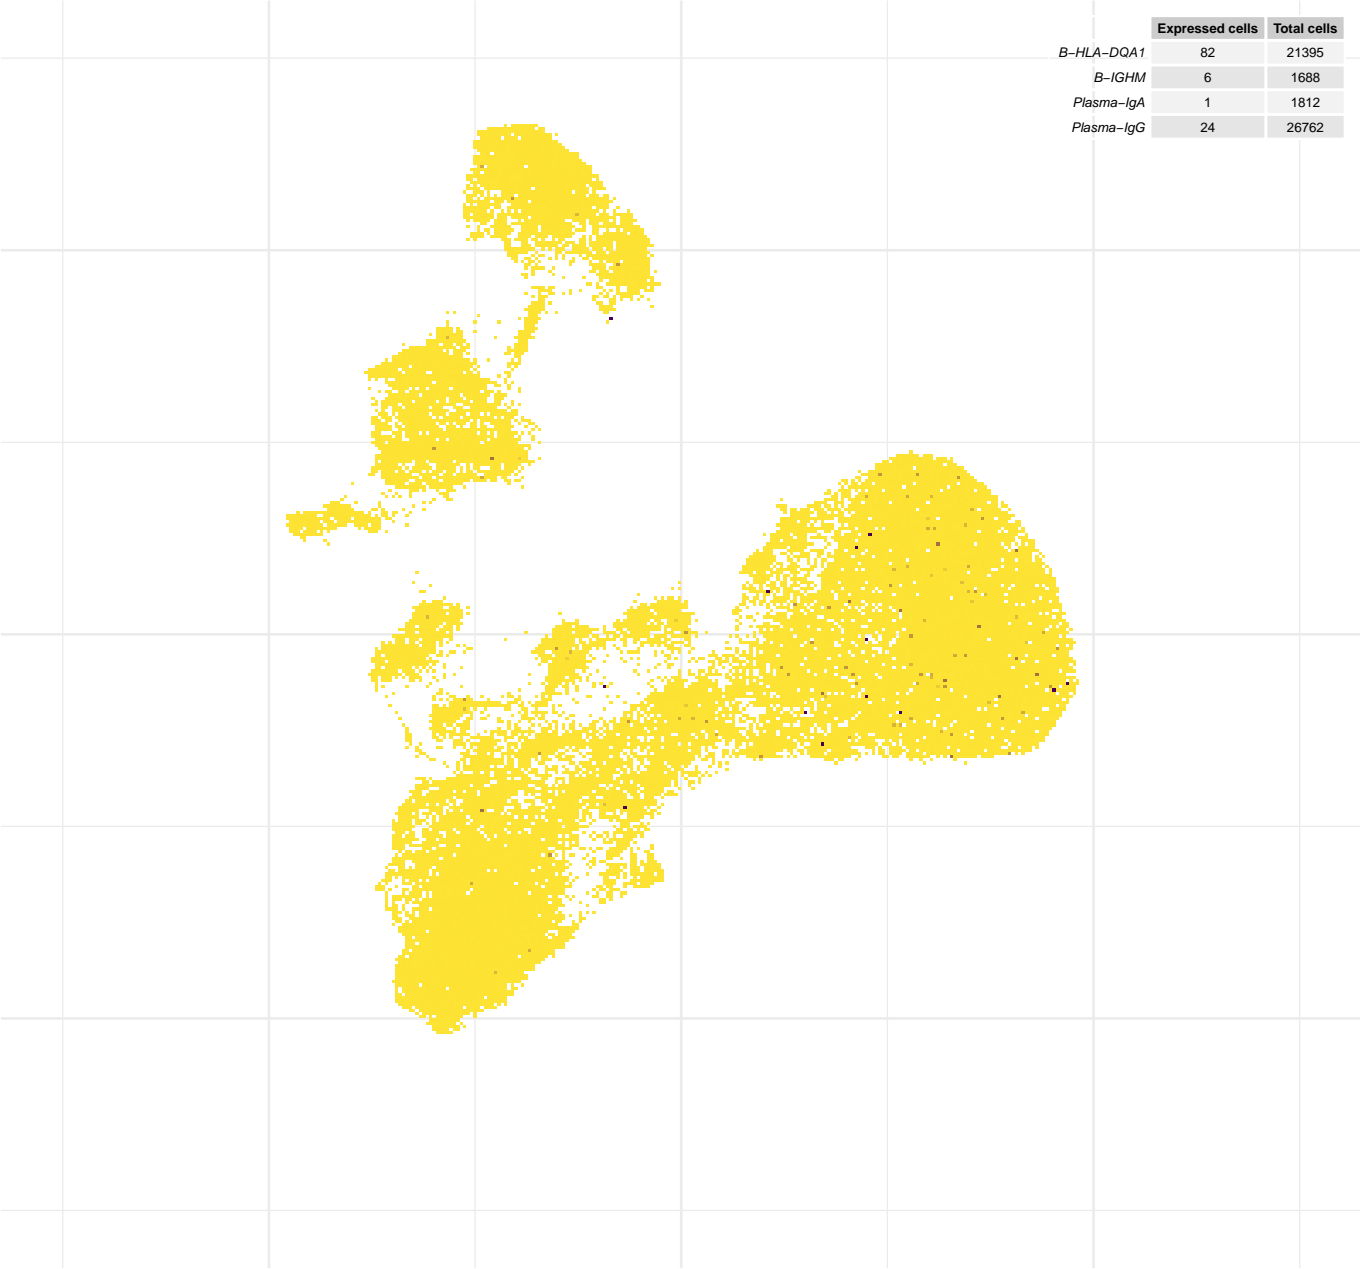 Expressed cells Total cells
B−HLA−DQA1 82 21395
B−IGHM 6 1688
Plasma−IgA 1 1812
Plasma−IgG 24 26762